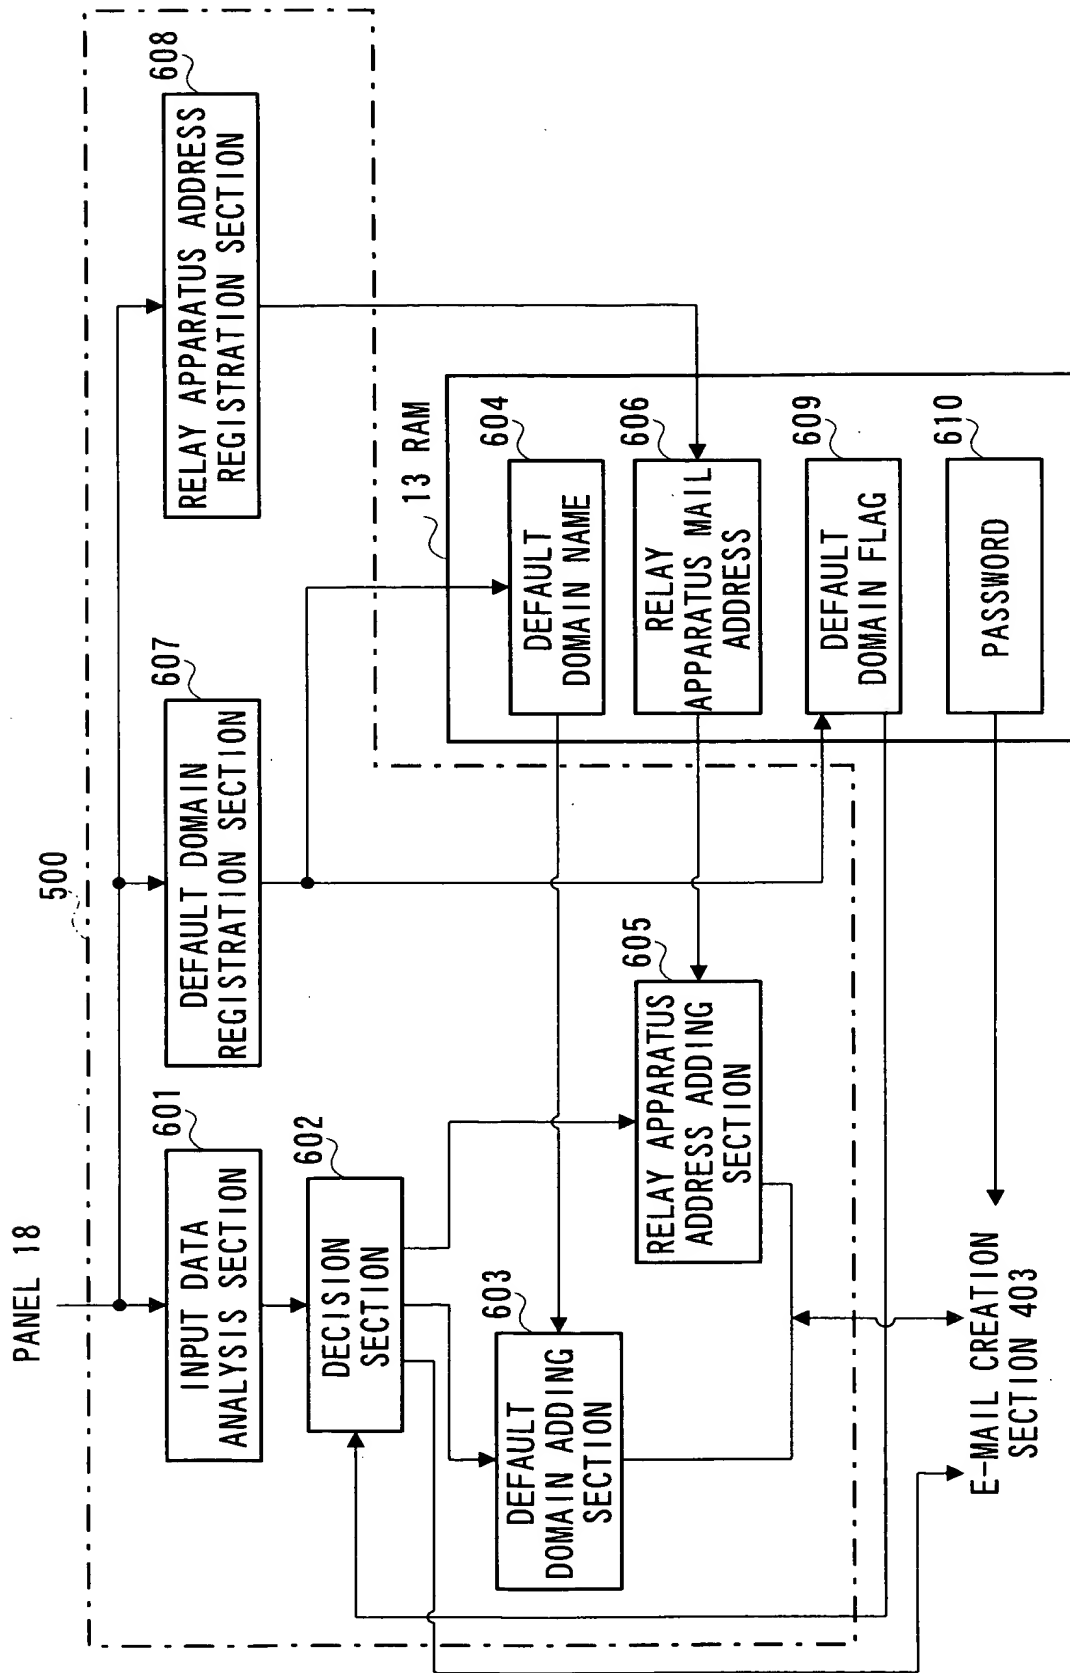 PANEL 18
500
601
INPUT DATA
ANALYSIS SECTION
607
DEFAULT DOMAIN
REGISTRATION SECTION
608
RELAY APPARATUS ADDRESS
REGISTRATION SECTION
602
DECISION
SECTION
603
DEFAULT
DOMAIN ADDING
SECTION
605
RELAY APPARATUS
ADDRESS ADDING
SECTION
13 RAM
604
DEFAULT
DOMAIN NAME
606
RELAY
APPARATUS MAIL
ADDRESS
609
DEFAULT
DOMAIN FLAG
610
PASSWORD
E-MAIL CREATION
SECTION 403